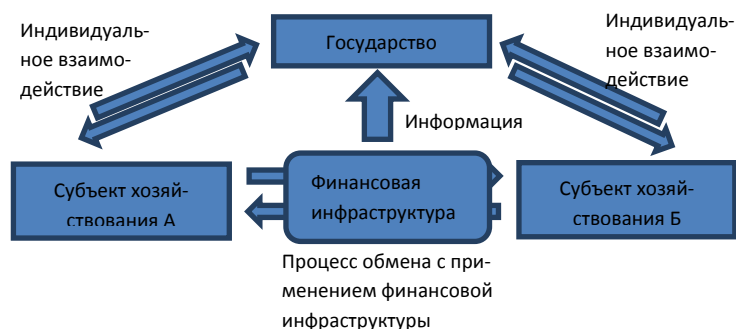 Индивидуаль-
ное взаимо-
действие
Государство
Индивидуаль-
ное взаимо-
действие
Информация
Субъект хозяй-
ствования А
Финансовая
инфраструктура
Субъект хозяй-
ствования Б
Процесс обмена с при-
менением финансовой
инфраструктуры